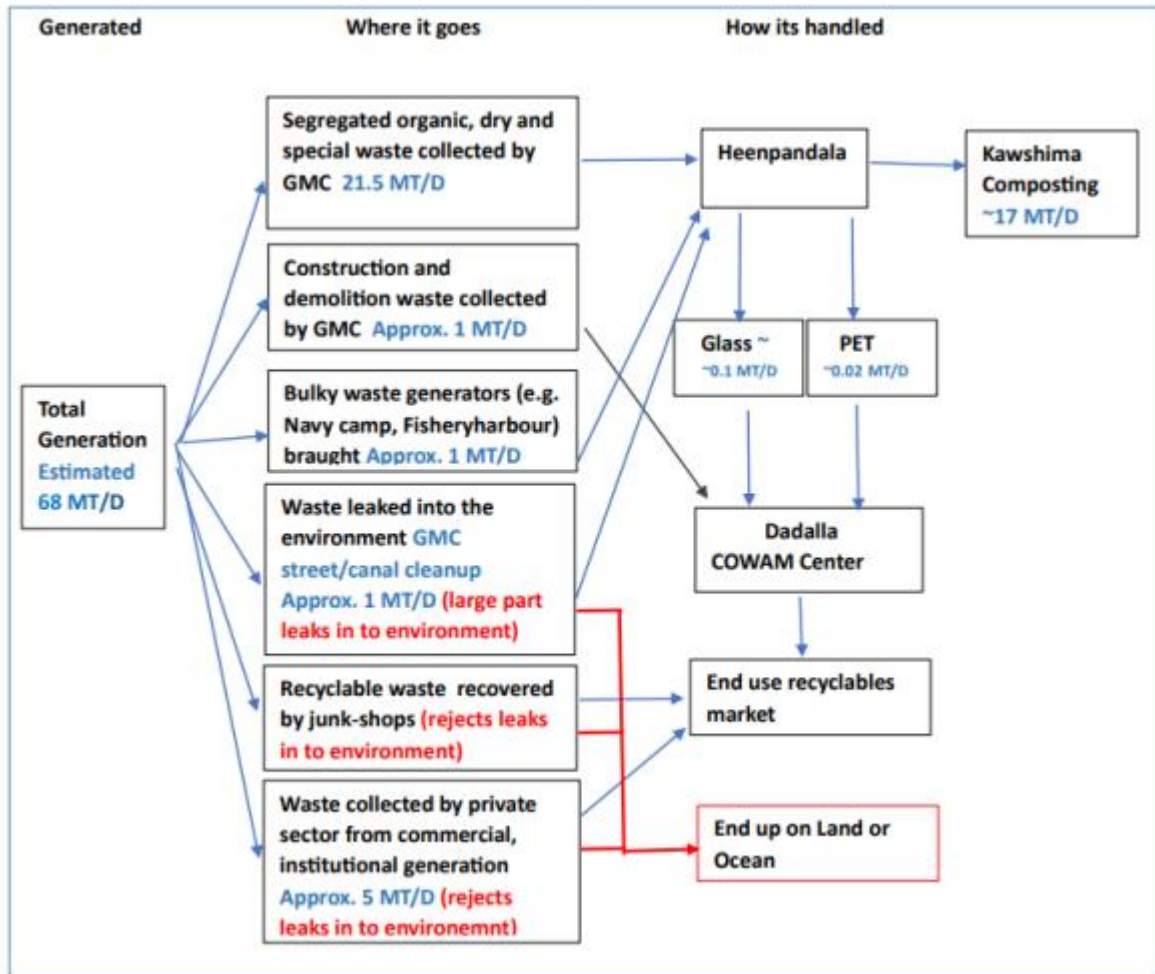 Generated
Where it goes
How its handled
Total
Generation
Estimated
68 MT/D
Segregated organic, dry and
special waste collected by
GMC 21.5 MT/D
Construction and
demolition waste collected
by GMC Approx. 1 MT/D
Bulky waste generators (e.g.
Navy camp, Fisheryharbour)
braught Approx. 1 MT/D
Waste leaked into the
environment GMC
street/canal cleanup
Approx. 1 MT/D (large part
leaks in to environment)
Recyclable waste recovered
by junk-shops (rejects leaks
in to environment)
Waste collected by private
sector from commercial,
institutional generation
Approx. 5 MT/D (rejects
leaks in to environemnt)
Heenpandala
Kawshima
Composting
~17 MT/D
Glass ~
~0.1 MT/D
PET
~0.02 MT/D
Dadalla
COWAM Center
End use recyclables
market
End up on Land or
Ocean